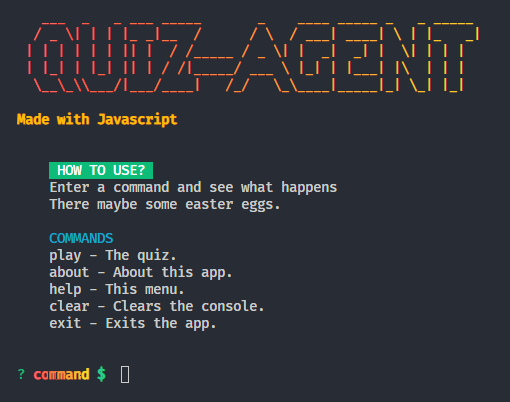 QUIZ-AGENT
Made with Javascript
HOW TO USE?
Enter a command and see what happens
There maybe some easter eggs.
COMMANDS
play - The quiz.
about - About this app.
help - This menu.
clear - Clears the console.
exit - Exits the app.
? command $